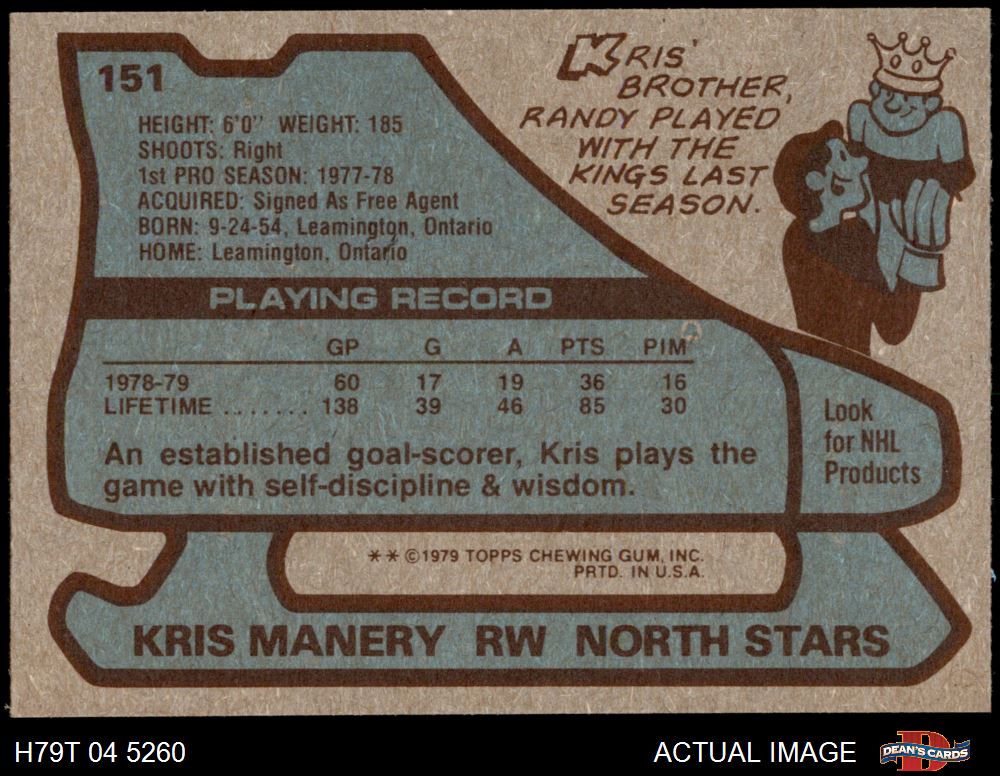 151
HEIGHT: 6'0" WEIGHT: 185
SHOOTS: Right
1st PRO SEASON: 1977-78
ACQUIRED: Signed As Free Agent
BORN: 9-24-54, Leamington, Ontario
HOME: Leamington, Ontario
KRIS'
BROTHER,
RANDY PLAYED
WITH THE
KINGS LAST
SEASON.
PLAYING RECORD
GP G A PTS PIM
1978-79 60 17 19 36 16
LIFETIME ....... 138 39 46 85 30
An established goal-scorer, Kris plays the
game with self-discipline & wisdom.
Look
for NHL
Products
** ©1979 TOPPS CHEWING GUM, INC.
PRTD. IN U.S.A.
KRIS MANERY RW NORTH STARS
H79T 04 5260
ACTUAL IMAGE
D
DEAN'S CARDS